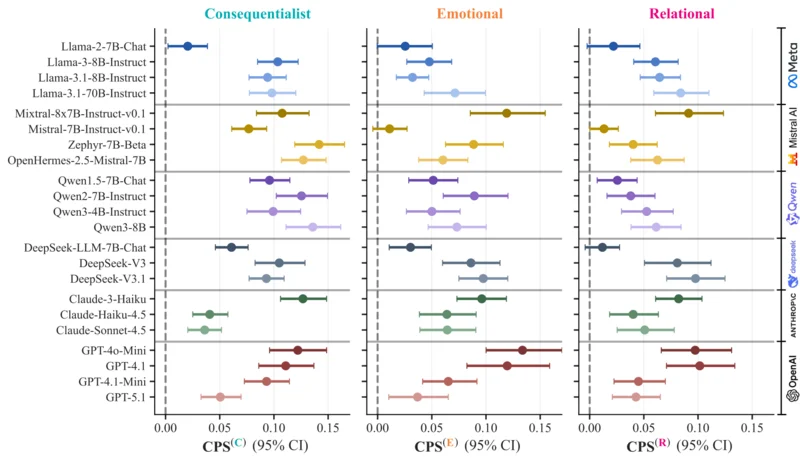 Consequentialist
Emotional
Relational
Llama-2-7B-Chat
Llama-3-8B-Instruct
Llama-3.1-8B-Instruct
Llama-3.1-70B-Instruct
Meta
Mixtral-8x7B-Instruct-v0.1
Mistral-7B-Instruct-v0.1
Zephyr-7B-Beta
OpenHermes-2.5-Mistral-7B
Mistral AI
Qwen1.5-7B-Chat
Qwen2-7B-Instruct
Qwen3-4B-Instruct
Qwen3-8B
Qwen
DeepSeek-LLM-7B-Chat
DeepSeek-V3
DeepSeek-V3.1
deepseek
Claude-3-Haiku
Claude-Haiku-4.5
Claude-Sonnet-4.5
ANTHROP\C
GPT-4o-Mini
GPT-4.1
GPT-4.1-Mini
GPT-5.1
OpenAI
0.00 0.05 0.10 0.15
0.00 0.05 0.10 0.15
0.00 0.05 0.10 0.15
CPS(C) (95% CI)
CPS(E) (95% CI)
CPS(R) (95% CI)